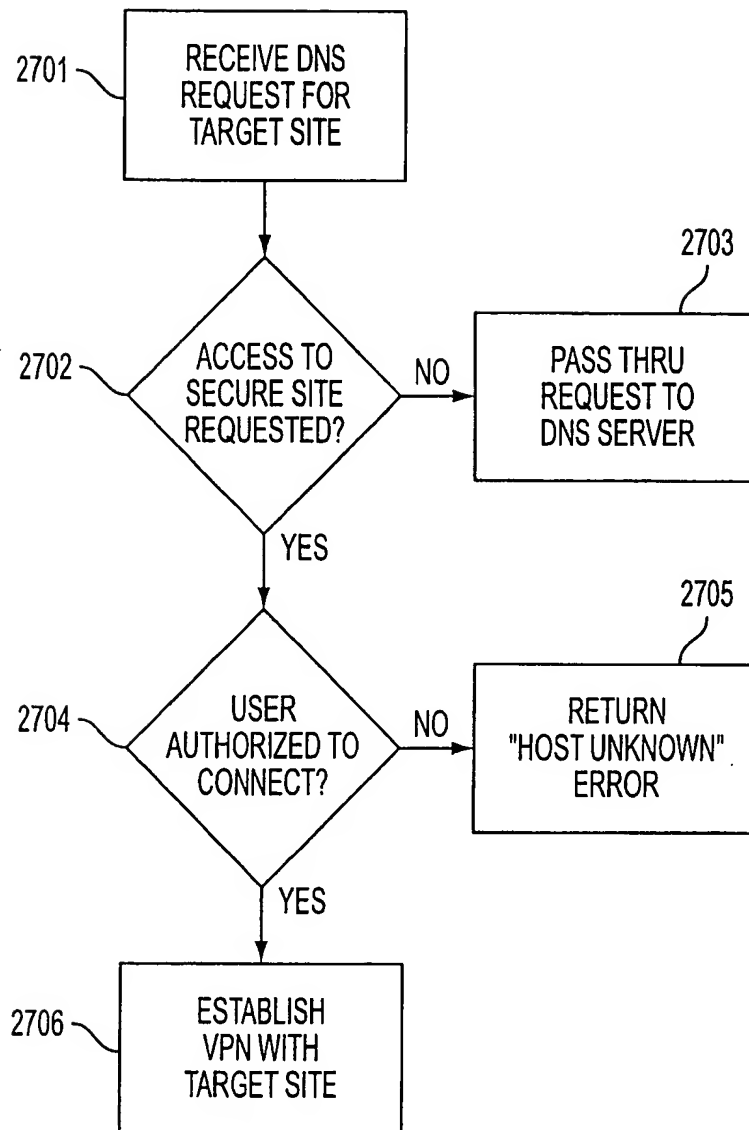 2701
RECEIVE DNS
REQUEST FOR
TARGET SITE
2702
ACCESS TO
SECURE SITE
REQUESTED?
NO
2703
PASS THRU
REQUEST TO
DNS SERVER
YES
2704
USER
AUTHORIZED TO
CONNECT?
NO
2705
RETURN
"HOST UNKNOWN"
ERROR
YES
2706
ESTABLISH
VPN WITH
TARGET SITE